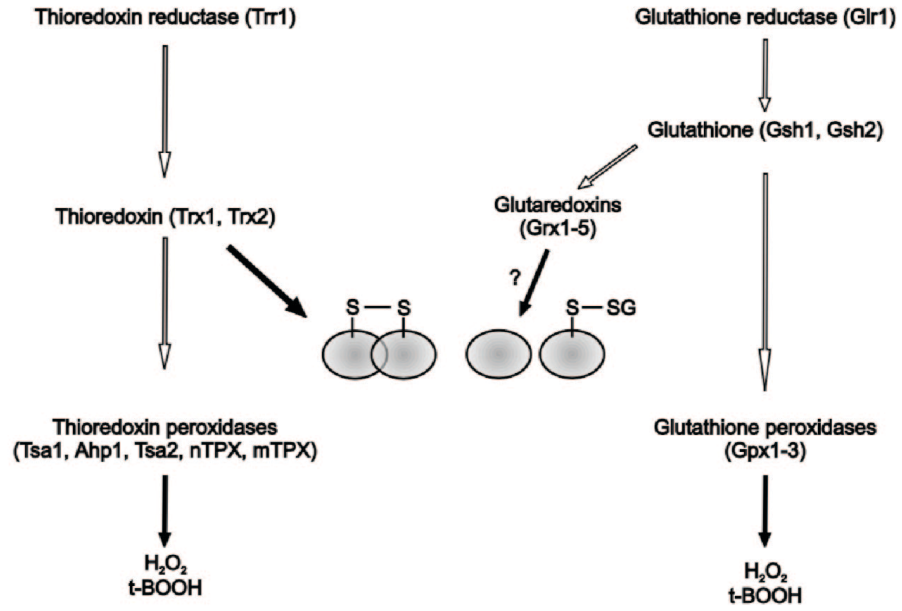 Thioredoxin reductase (Trr1)
Glutathione reductase (Glr1)
Glutathione (Gsh1, Gsh2)
Thioredoxin (Trx1, Trx2)
Glutaredoxins
(Grx1-5)
?
S — S
S — SG
Thioredoxin peroxidases
(Tsa1, Ahp1, Tsa2, nTPX, mTPX)
Glutathione peroxidases
(Gpx1-3)
H₂O₂
t-BOOH
H₂O₂
t-BOOH